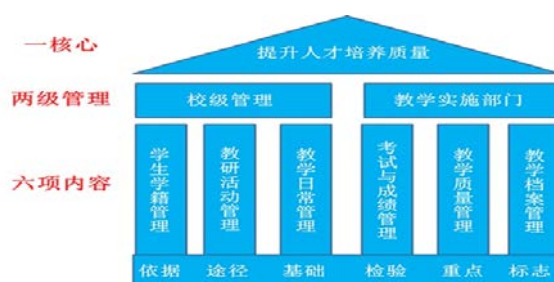 一核心
提升人才培养质量
两级管理
校级管理
教学实施部门
六项内容
学生学籍管理
教研活动管理
教学日常管理
考试与成绩管理
教学质量管理
教学档案管理
依据
途径
基础
检验
重点
标志